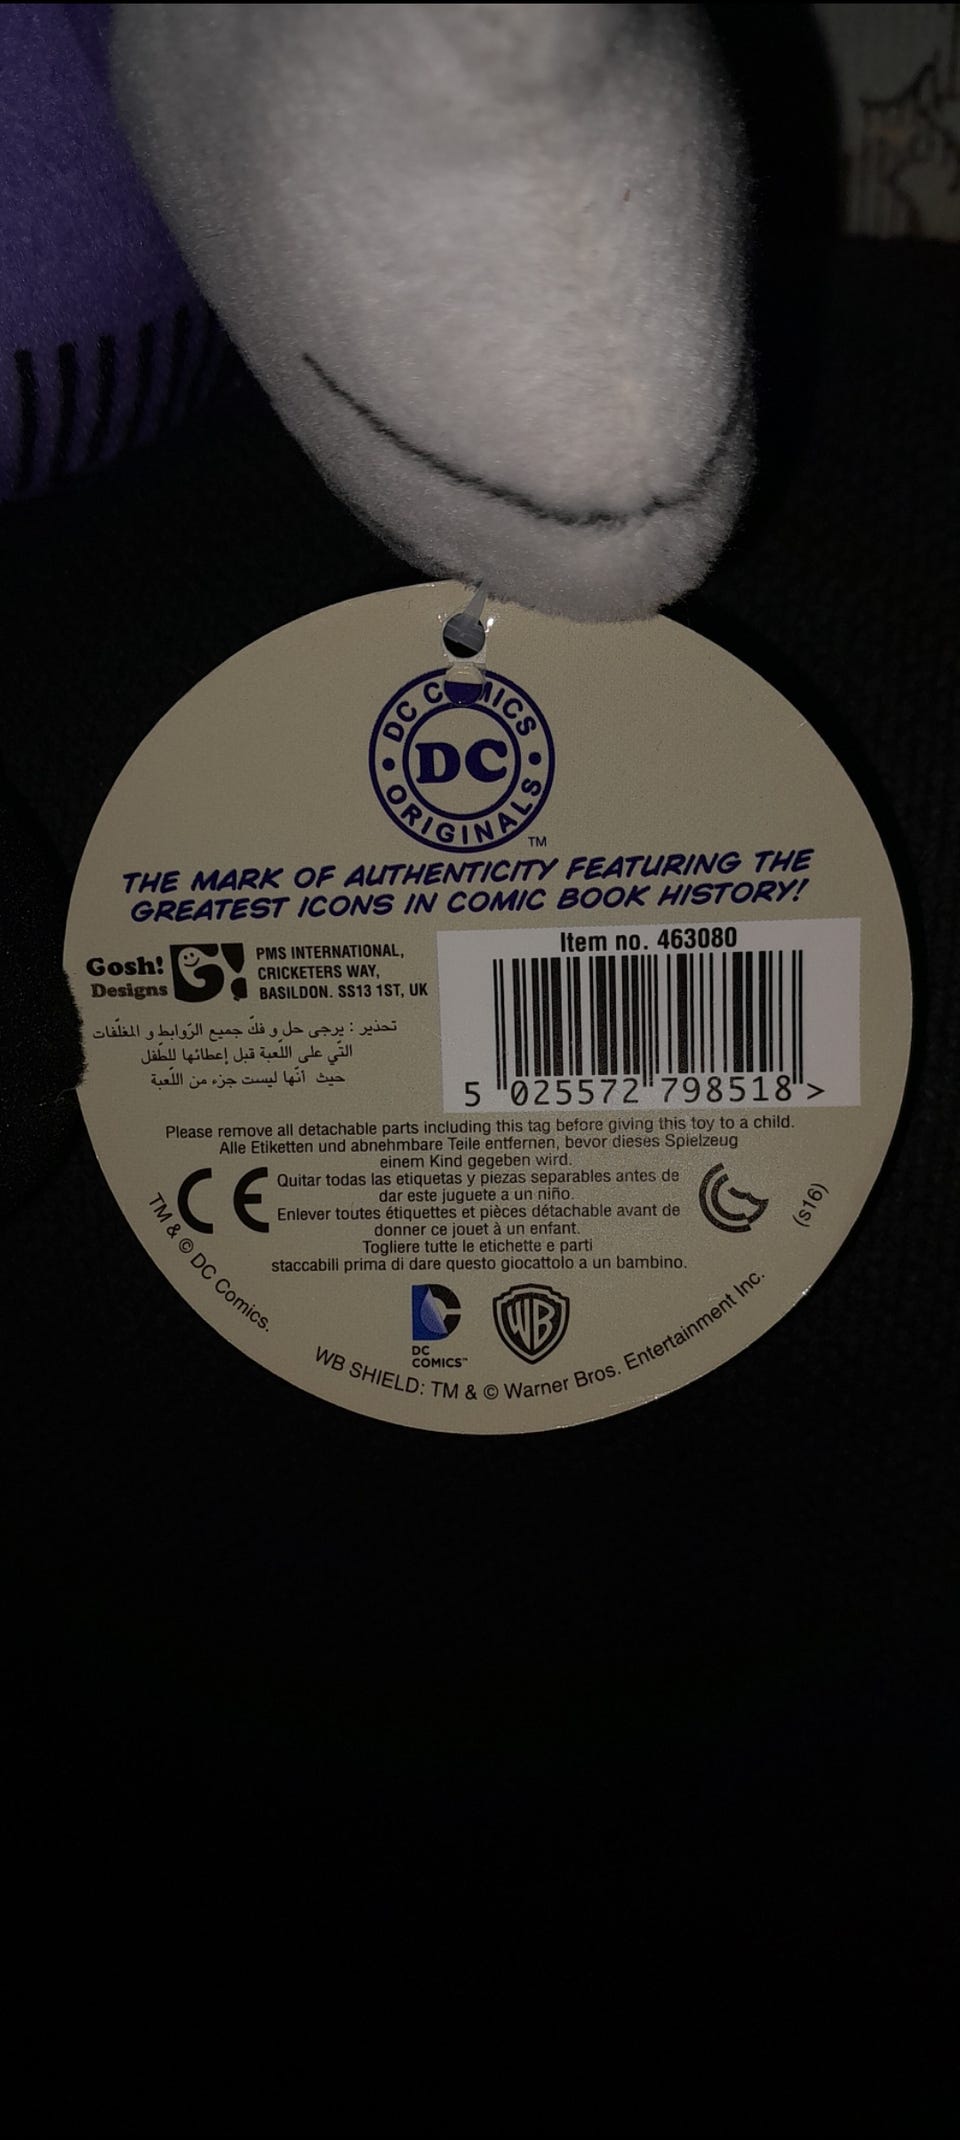 DC COMICS
DC
ORIGINALS™
THE MARK OF AUTHENTICITY FEATURING THE
GREATEST ICONS IN COMIC BOOK HISTORY!
Gosh!
Designs
G!
PMS INTERNATIONAL,
CRICKETERS WAY,
BASILDON. SS13 1ST, UK
Item no. 463080
5 025572 798518 >
تحذير : يرجى حل و فكّ جميع الرّوابط و المغلّفات
التّي على اللّعبة قبل إعطائها للطّفل
حيث أنّها ليست جزء من اللّعبة
Please remove all detachable parts including this tag before giving this toy to a child.
Alle Etiketten und abnehmbare Teile entfernen, bevor dieses Spielzeug
einem Kind gegeben wird.
CE
Quitar todas las etiquetas y piezas separables antes de
dar este juguete a un niño.
Enlever toutes étiquettes et pièces détachable avant de
donner ce jouet à un enfant.
Togliere tutte le etichette e parti
staccabili prima di dare questo giocattolo a un bambino.
(s16)
TM & © DC Comics.
DC
COMICS™
WB
WB SHIELD: TM & © Warner Bros. Entertainment Inc.